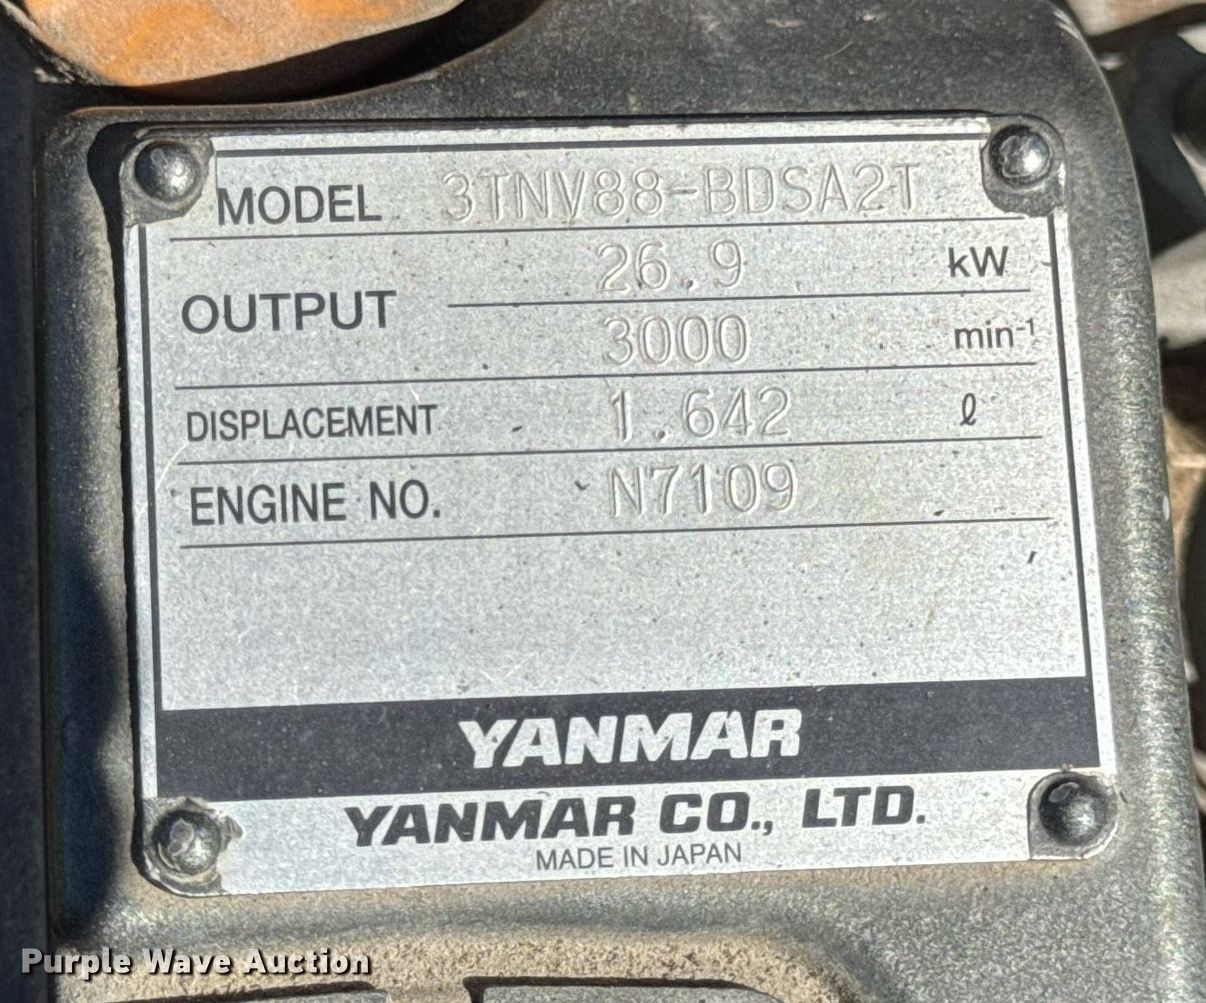 MODEL 3TNV88-BDSA2T
OUTPUT 26.9 kW
3000 min-1
DISPLACEMENT 1.642 ℓ
ENGINE NO. N7109
YANMAR
YANMAR CO., LTD.
MADE IN JAPAN
Purple Wave Auction